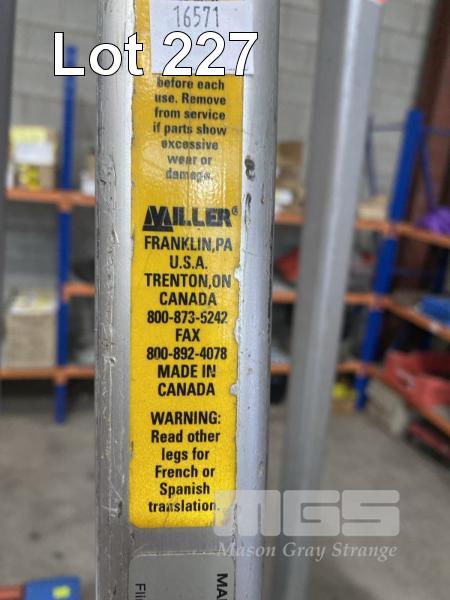 16571
Lot 227
before each
use. Remove
from service
if parts show
excessive
wear or
damage.
MILLER®
FRANKLIN,PA
U.S.A.
TRENTON,ON
CANADA
800-873-5242
FAX
800-892-4078
MADE IN
CANADA
WARNING:
Read other
legs for
French or
Spanish
translation.
MGS
Mason Gray Strange